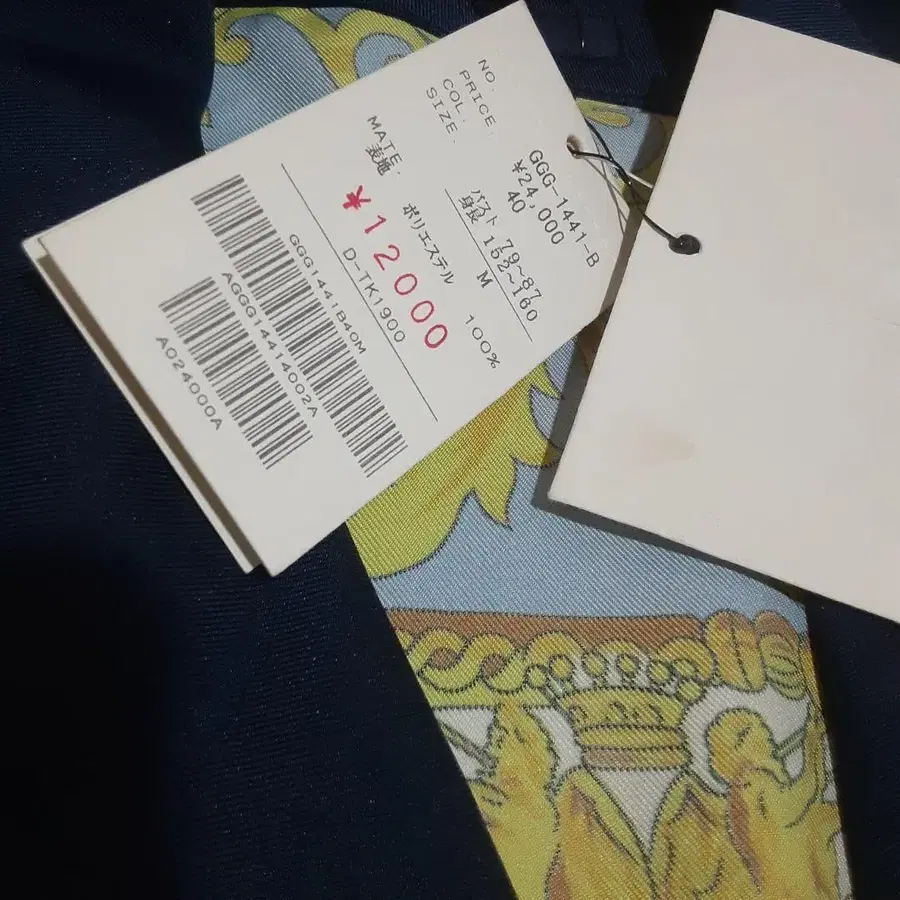 NO. GGG-1441-B
PRICE. ¥24,000
COL. 40
SIZE. M
バスト 79~87
身長 152~160
MATE.
表地 ポリエステル 100%
¥12000
D-TK1900
GGG1441B40M
AGGG14414002A
A024000A